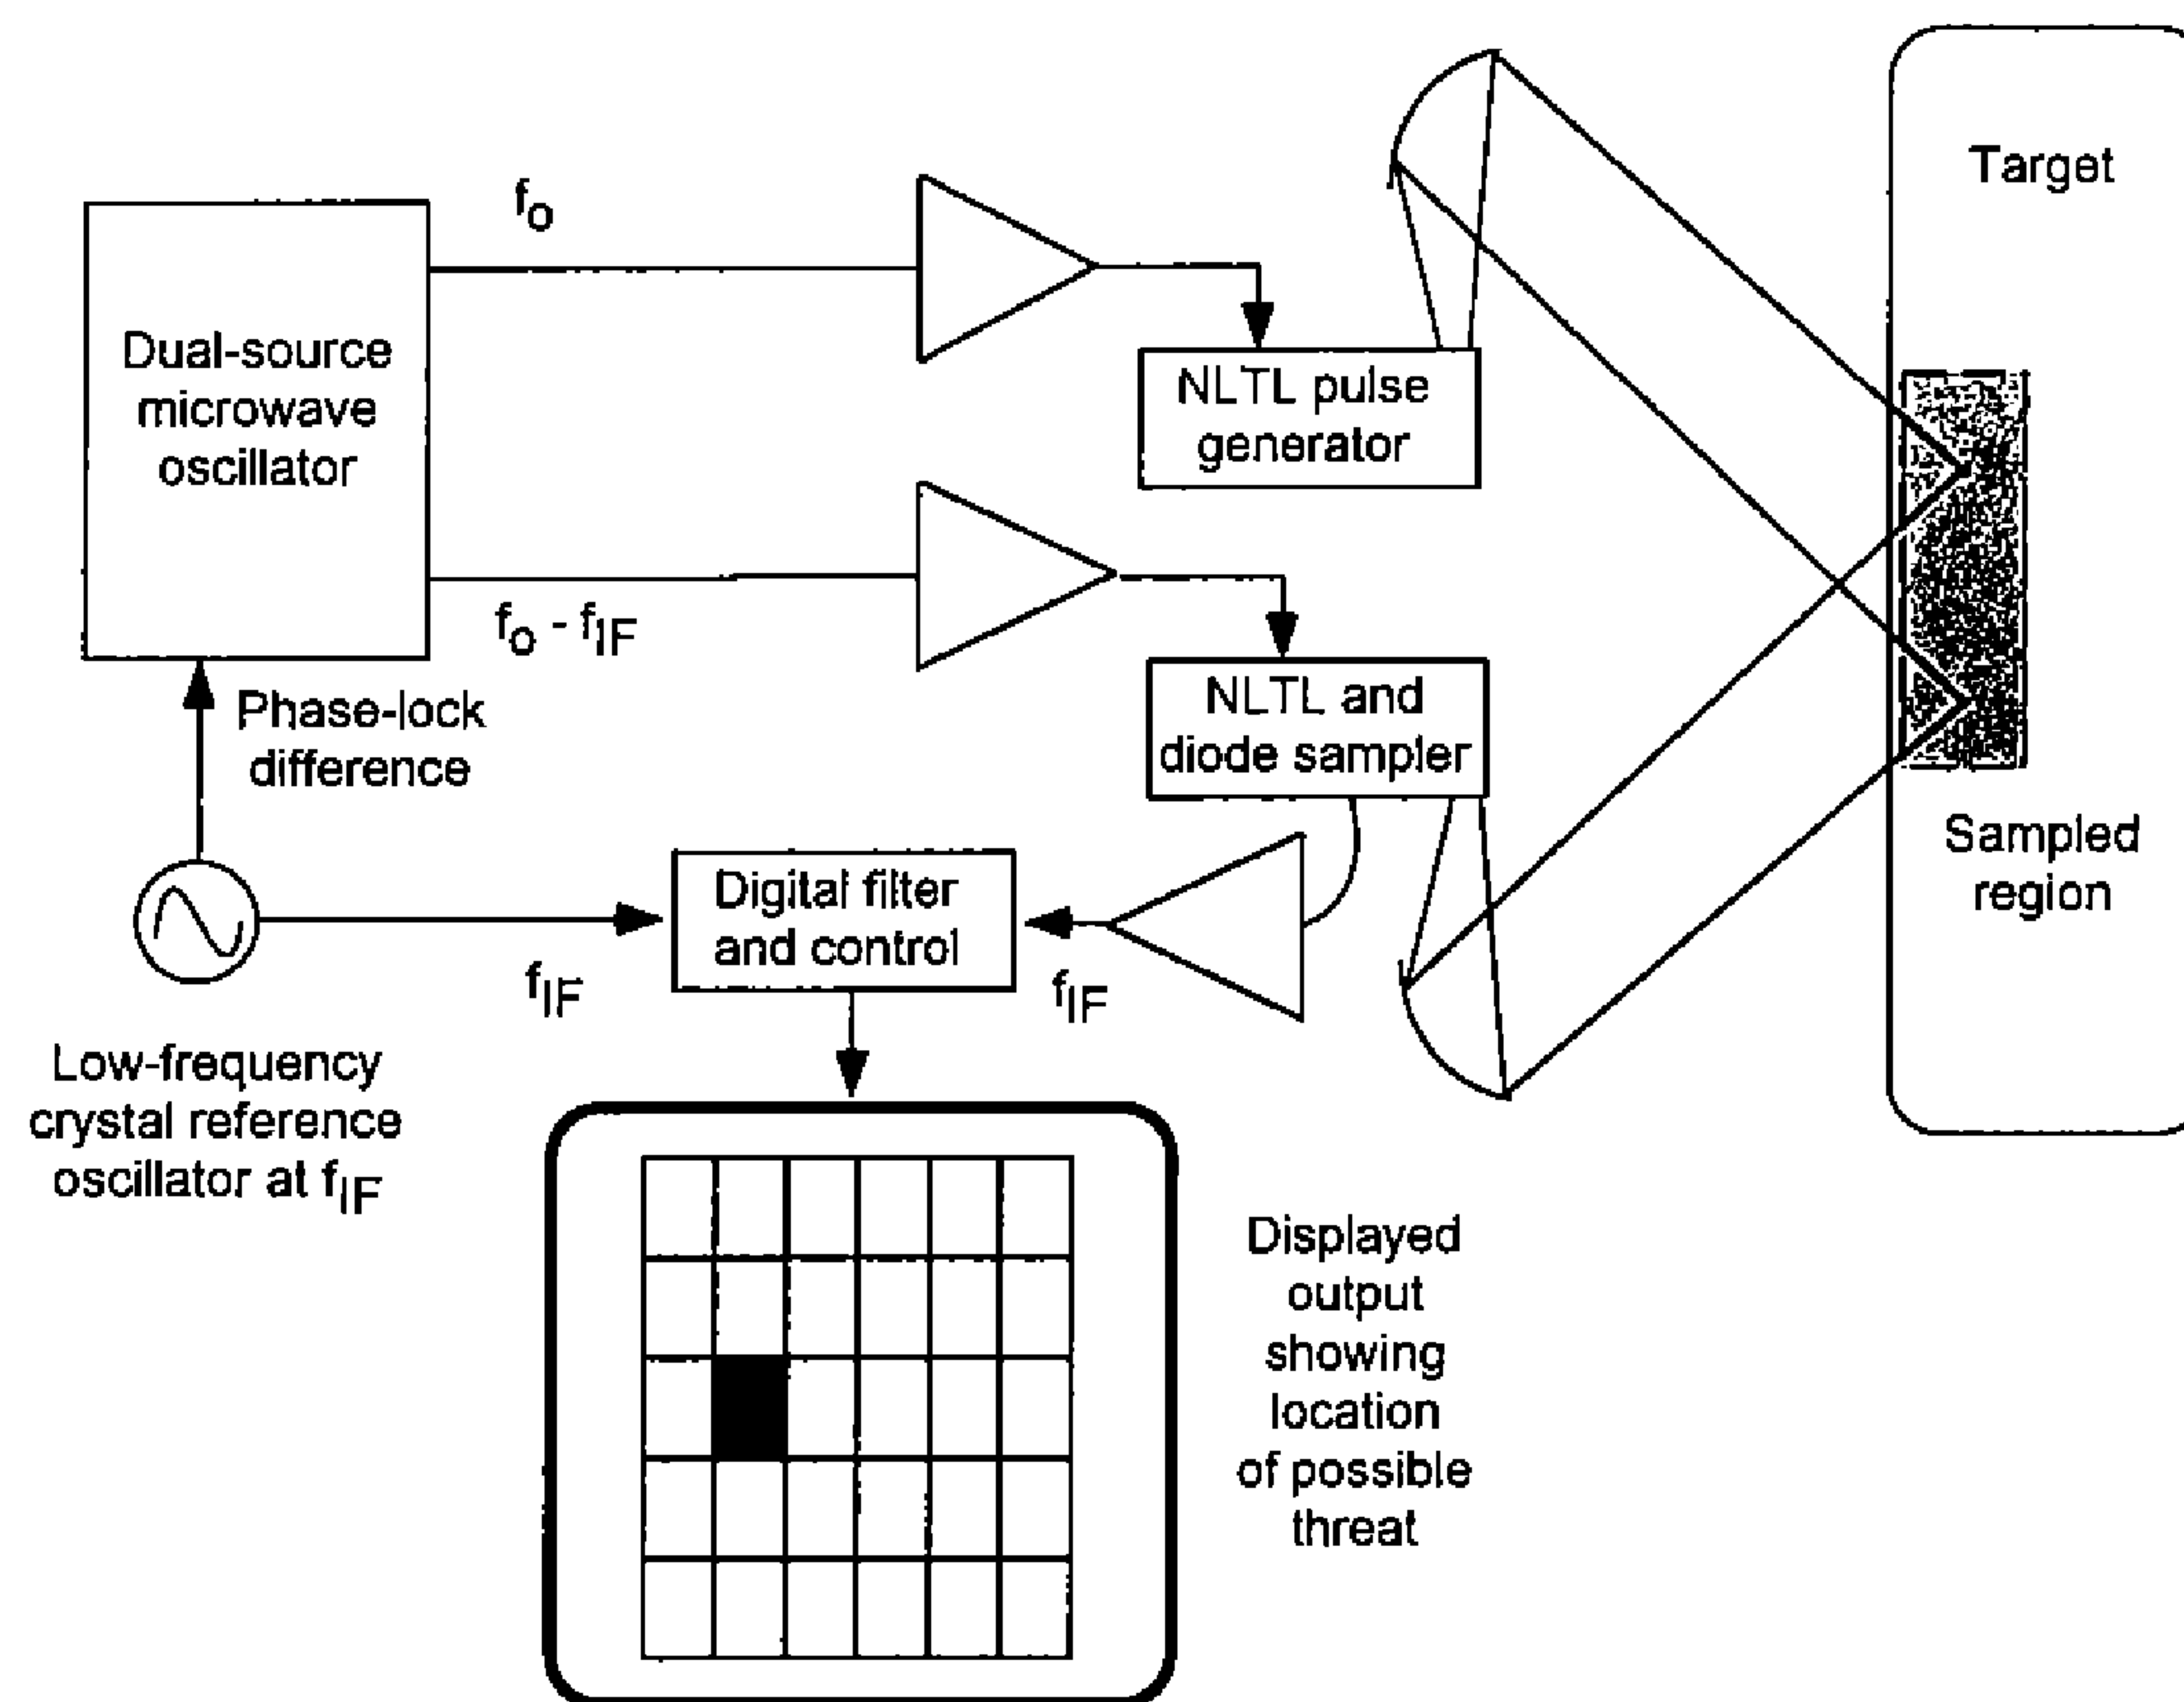 f₀
Target
Dual-source
microwave
oscillator
NLTL pulse
generator
f₀ - fIF
NLTL and
diode sampler
Phase-lock
difference
Sampled
region
Digital filter
and control
fIF
fIF
Low-frequency
crystal reference
oscillator at fIF
Displayed
output
showing
location
of possible
threat